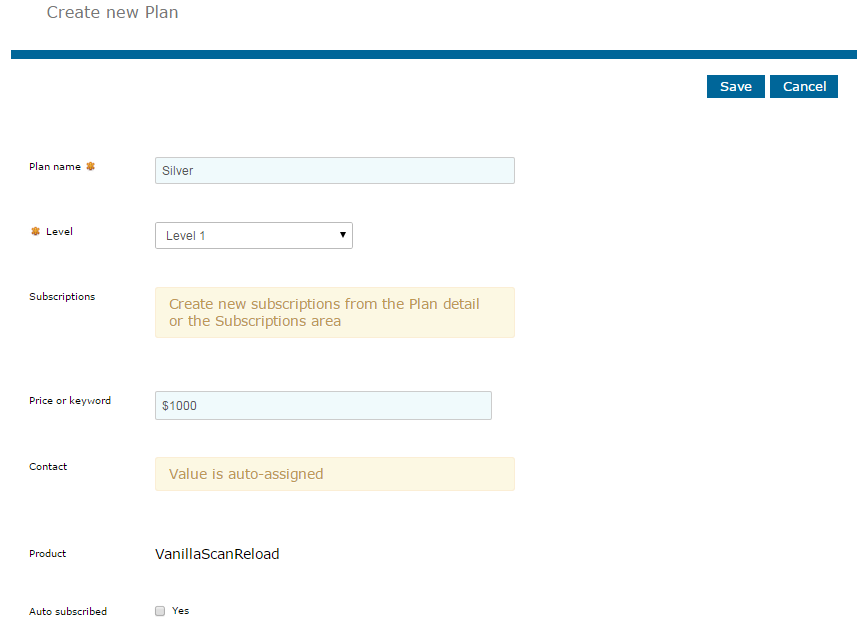 Create new Plan
Save Cancel
Plan name Silver
Level Level 1
Subscriptions Create new subscriptions from the Plan detail
or the Subscriptions area
Price or keyword $1000
Contact Value is auto-assigned
Product VanillaScanReload
Auto subscribed Yes